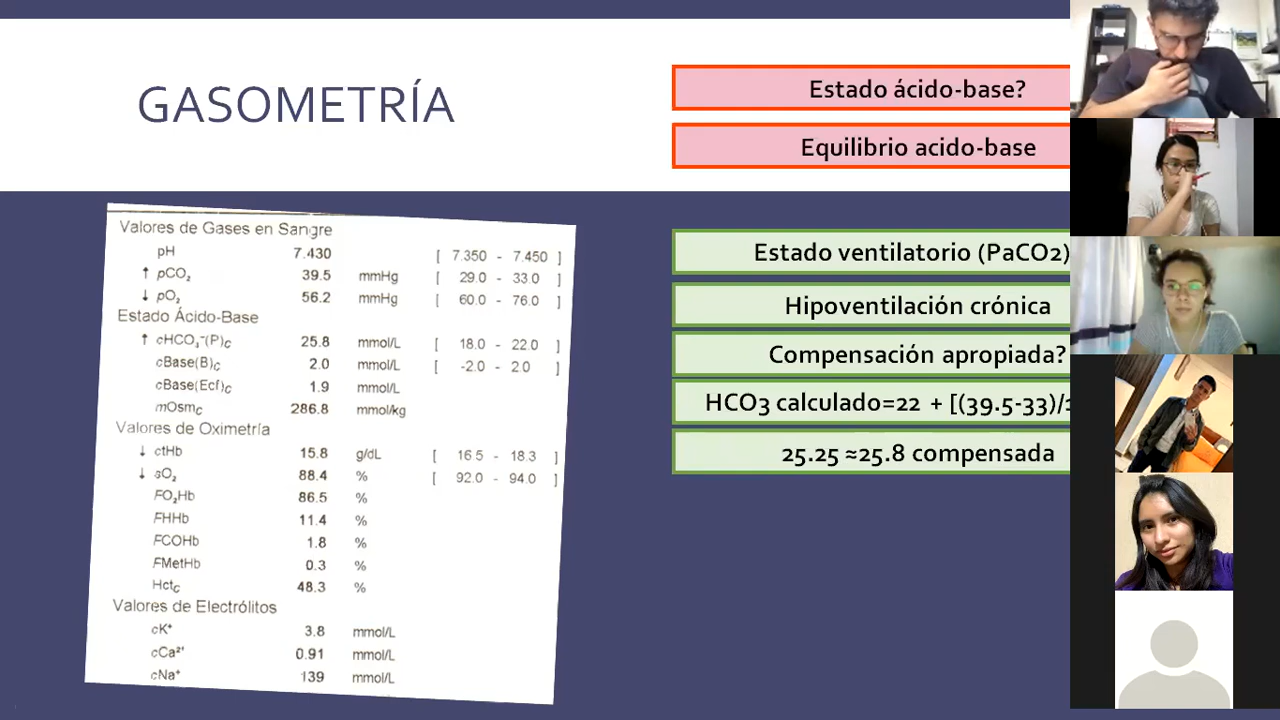 GASOMETRÍA
Estado ácido-base?
Equilibrio acido-base
Valores de Gases en Sangre
pH 7.430 [ 7.350 - 7.450 ]
↑ pCO₂ 39.5 mmHg [ 29.0 - 33.0 ]
↓ pO₂ 56.2 mmHg [ 60.0 - 76.0 ]
Estado Ácido-Base
↑ cHCO₃⁻(P)c 25.8 mmol/L [ 18.0 - 22.0 ]
cBase(B)c 2.0 mmol/L [ -2.0 - 2.0 ]
cBase(Ecf)c 1.9 mmol/L
mOsmc 286.8 mmol/kg
Valores de Oximetría
↓ ctHb 15.8 g/dL [ 16.5 - 18.3 ]
↓ sO₂ 88.4 % [ 92.0 - 94.0 ]
FO₂Hb 86.5 %
FHHb 11.4 %
FCOHb 1.8 %
FMetHb 0.3 %
Hctc 48.3 %
Valores de Electrólitos
cK⁺ 3.8 mmol/L
cCa²⁺ 0.91 mmol/L
cNa⁺ 139 mmol/L
Estado ventilatorio (PaCO2)
Hipoventilación crónica
Compensación apropiada?
HCO3 calculado=22 + [(39.5-33)/
25.25 ≈25.8 compensada